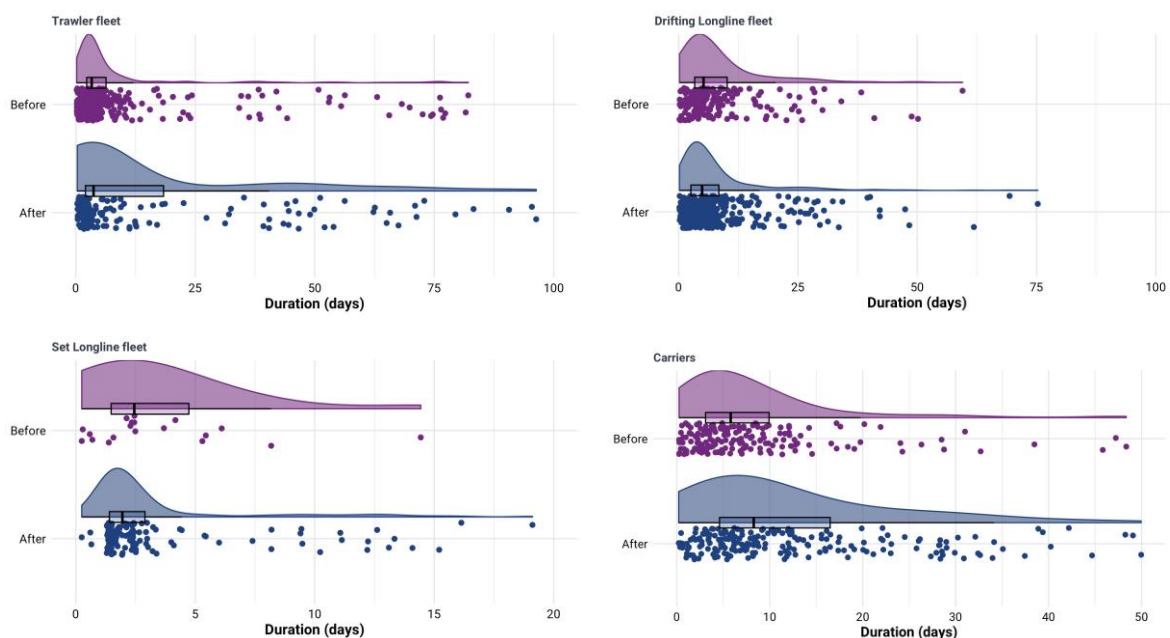 Trawler fleet
Before
After
0 25 50 75 100
Duration (days)
Drifting Longline fleet
Before
After
0 25 50 75 100
Duration (days)
Set Longline fleet
Before
After
0 5 10 15 20
Duration (days)
Carriers
Before
After
0 10 20 30 40 50
Duration (days)